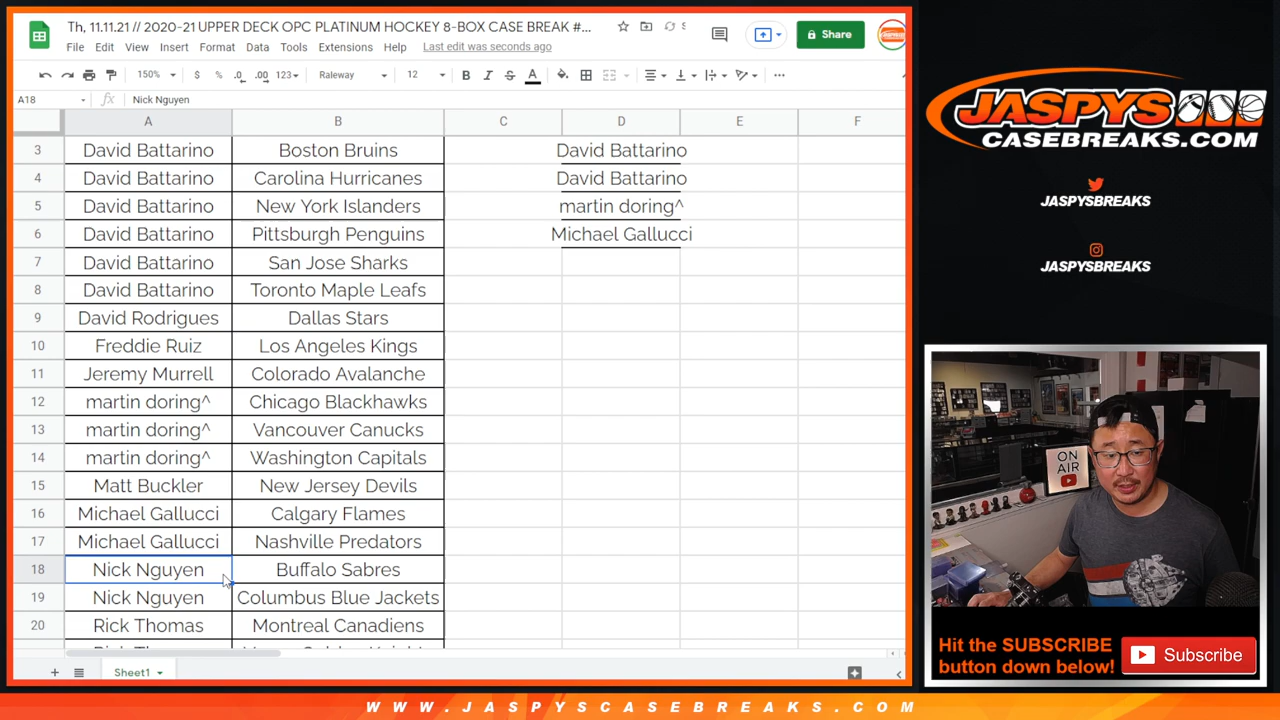 Th, 11.11.21 // 2020-21 UPPER DECK OPC PLATINUM HOCKEY 8-BOX CASE BREAK #...
File Edit View Insert Format Data Tools Extensions Help Last edit was seconds ago
Share
150% $ % .0 .00 123 Raleway 12 B I S A
A18 fx Nick Nguyen
A B C D E F
3 David Battarino Boston Bruins David Battarino
4 David Battarino Carolina Hurricanes David Battarino
5 David Battarino New York Islanders martin doring^
6 David Battarino Pittsburgh Penguins Michael Gallucci
7 David Battarino San Jose Sharks
8 David Battarino Toronto Maple Leafs
9 David Rodrigues Dallas Stars
10 Freddie Ruiz Los Angeles Kings
11 Jeremy Murrell Colorado Avalanche
12 martin doring^ Chicago Blackhawks
13 martin doring^ Vancouver Canucks
14 martin doring^ Washington Capitals
15 Matt Buckler New Jersey Devils
16 Michael Gallucci Calgary Flames
17 Michael Gallucci Nashville Predators
18 Nick Nguyen Buffalo Sabres
19 Nick Nguyen Columbus Blue Jackets
20 Rick Thomas Montreal Canadiens
Sheet1
JASPYS
CASEBREAKS.COM
JASPYSBREAKS
JASPYSBREAKS
ON
AIR
Hit the SUBSCRIBE
button down below!
Subscribe
WWW.JASPYSCASEBREAKS.COM